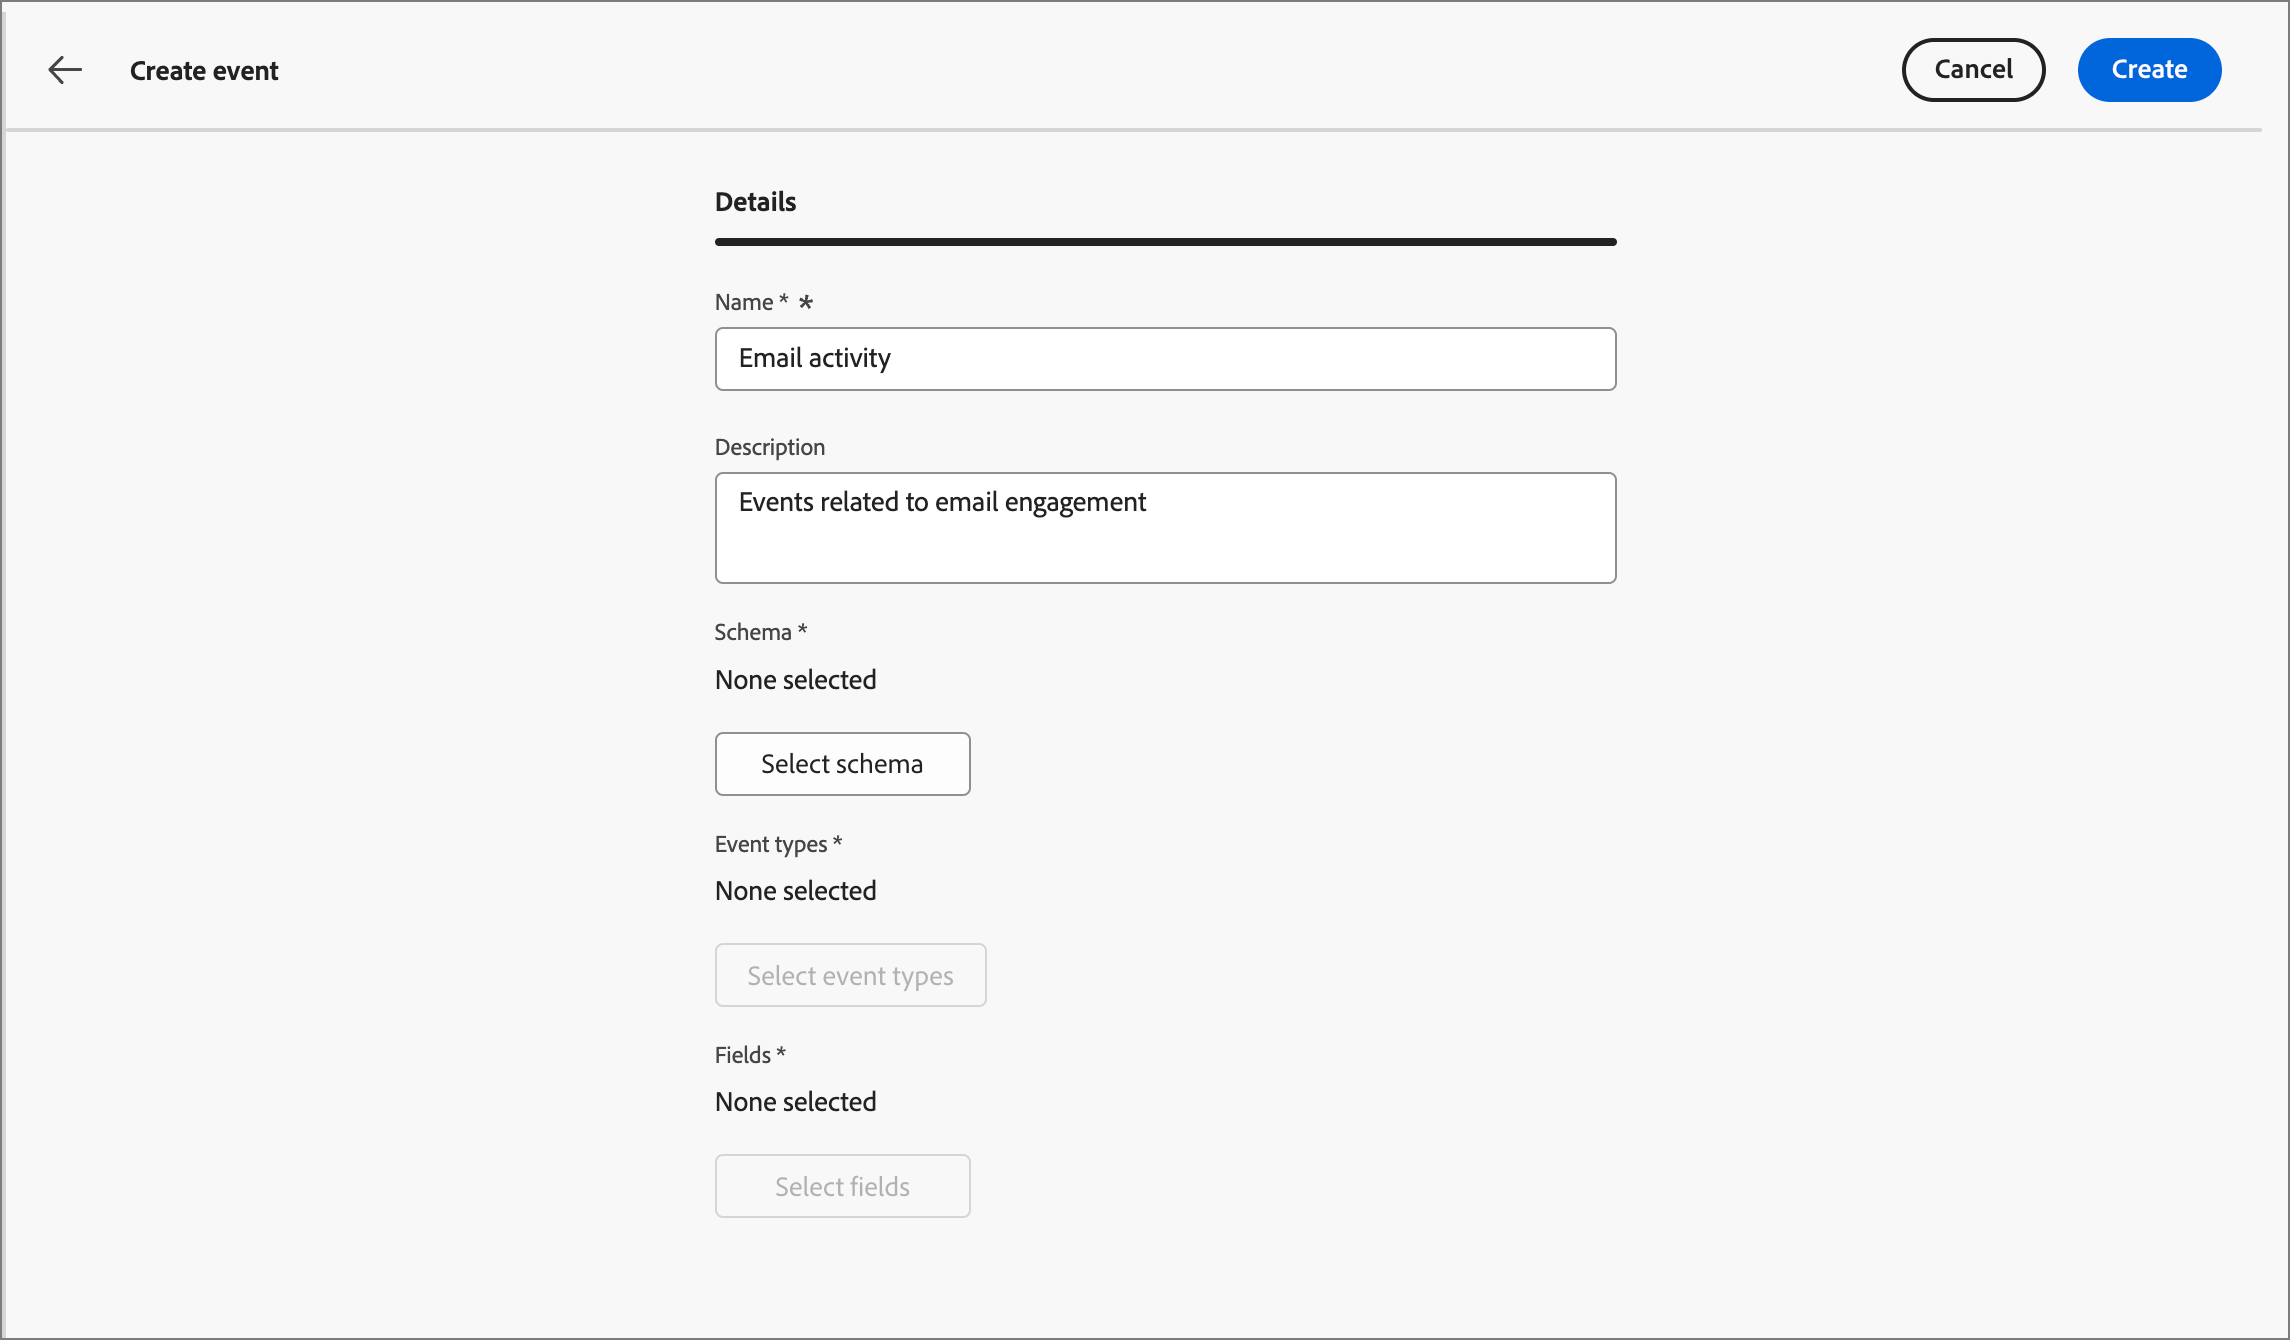 Create event
Cancel
Create
Details
Name * *
Email activity
Description
Events related to email engagement
Schema *
None selected
Select schema
Event types *
None selected
Select event types
Fields *
None selected
Select fields